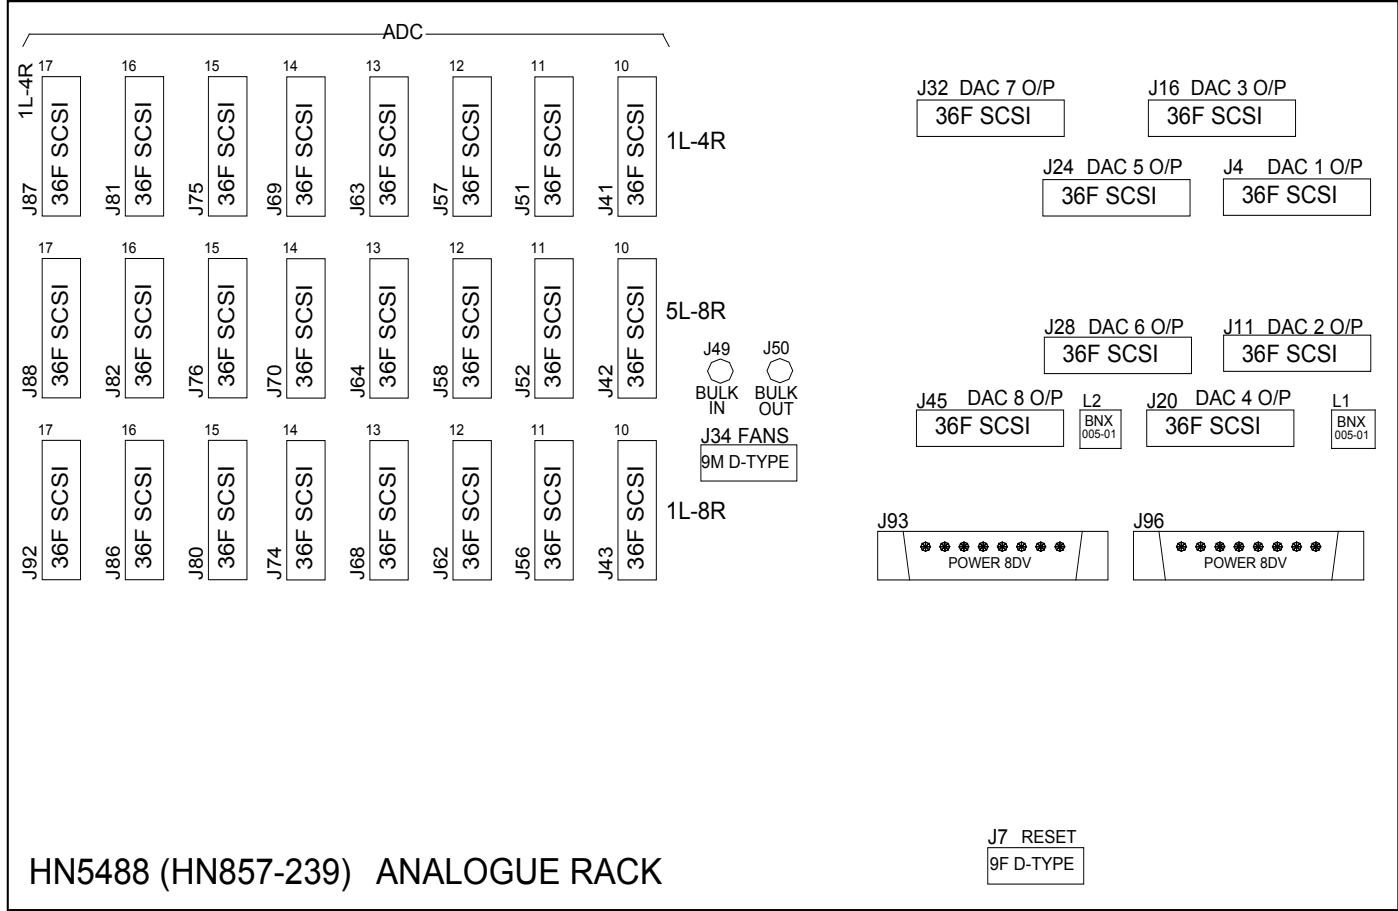 ADC
1L-4R
17 16 15 14 13 12 11 10
J87 36F SCSI J81 36F SCSI J75 36F SCSI J69 36F SCSI J63 36F SCSI J57 36F SCSI J51 36F SCSI J41 36F SCSI
1L-4R
17 16 15 14 13 12 11 10
J88 36F SCSI J82 36F SCSI J76 36F SCSI J70 36F SCSI J64 36F SCSI J58 36F SCSI J52 36F SCSI J42 36F SCSI
5L-8R
17 16 15 14 13 12 11 10
J92 36F SCSI J86 36F SCSI J80 36F SCSI J74 36F SCSI J68 36F SCSI J62 36F SCSI J56 36F SCSI J43 36F SCSI
1L-8R
J49 J50
BULK IN
BULK OUT
J34 FANS
9M D-TYPE
J32 DAC 7 O/P
36F SCSI
J16 DAC 3 O/P
36F SCSI
J24 DAC 5 O/P
36F SCSI
J4 DAC 1 O/P
36F SCSI
J28 DAC 6 O/P
36F SCSI
J11 DAC 2 O/P
36F SCSI
J45 DAC 8 O/P
36F SCSI
L2
BNX
005-01
J20 DAC 4 O/P
36F SCSI
L1
BNX
005-01
J93
POWER 8DV
J96
POWER 8DV
J7 RESET
9F D-TYPE
HN5488 (HN857-239) ANALOGUE RACK